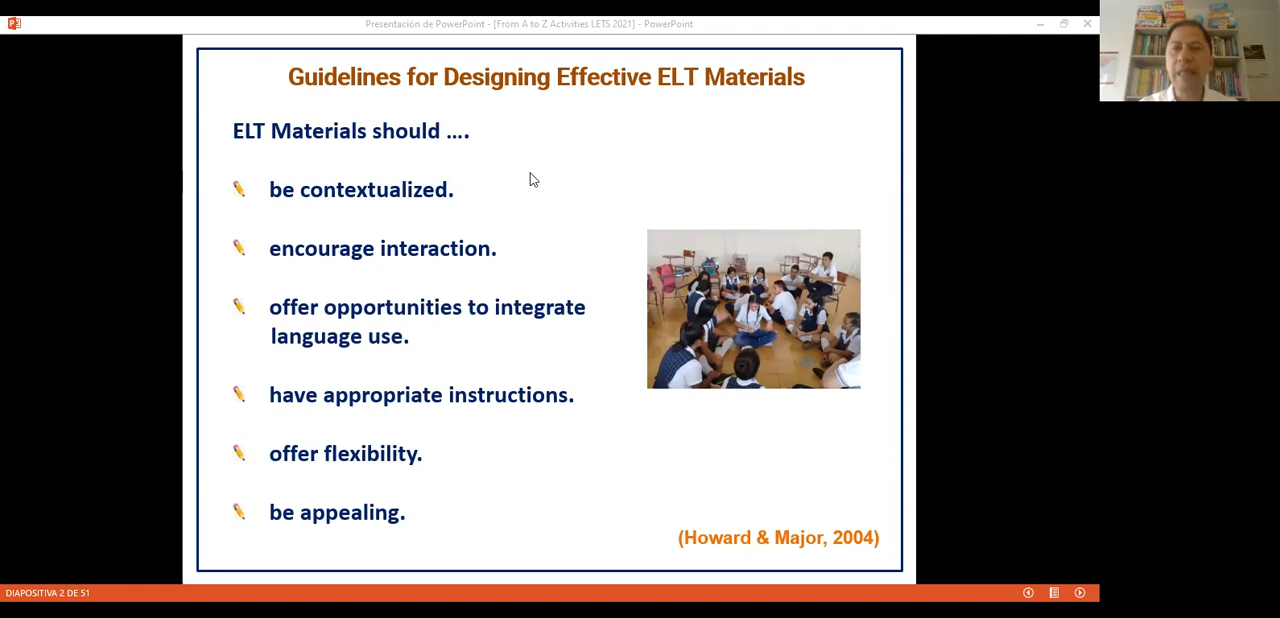 Presentación de PowerPoint - [From A to Z Activities LETS 2021] - PowerPoint
Guidelines for Designing Effective ELT Materials
ELT Materials should ....
be contextualized.
encourage interaction.
offer opportunities to integrate
language use.
have appropriate instructions.
offer flexibility.
be appealing.
(Howard & Major, 2004)
DIAPOSITIVA 2 DE 51